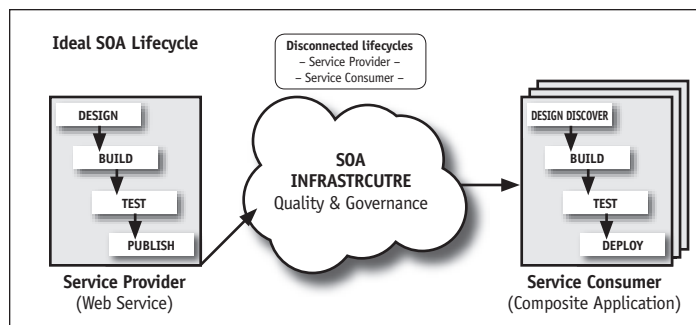 Ideal SOA Lifecycle
Disconnected lifecycles
– Service Provider –
– Service Consumer –
DESIGN
BUILD
TEST
PUBLISH
Service Provider
(Web Service)
SOA
INFRASTRCUTRE
Quality & Governance
DESIGN DISCOVER
BUILD
TEST
DEPLOY
Service Consumer
(Composite Application)